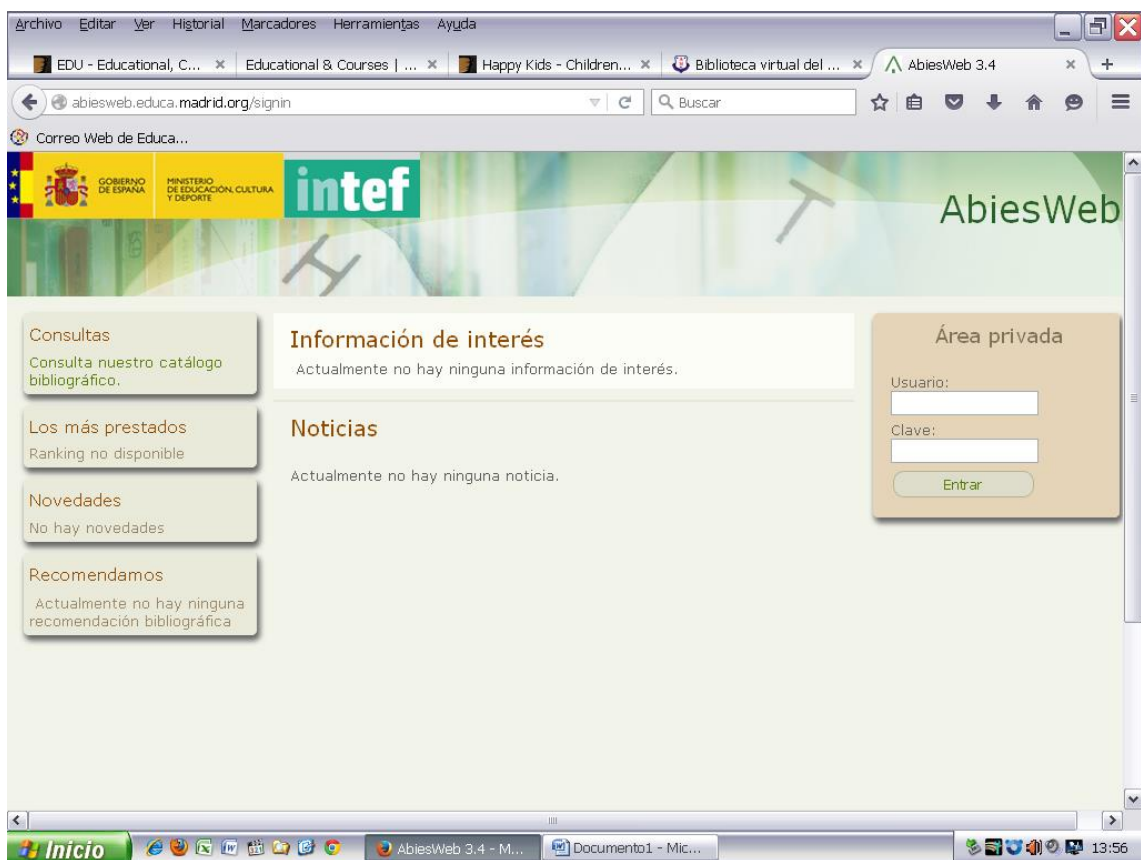 Archivo Editar Ver Historial Marcadores Herramientas Ayuda
EDU - Educational, C... Educational & Courses | ... Happy Kids - Children... Biblioteca virtual del ... AbiesWeb 3.4
abiesweb.educa.madrid.org/signin Buscar
Correo Web de Educa...
GOBIERNO DE ESPAÑA
MINISTERIO DE EDUCACIÓN, CULTURA Y DEPORTE
intef
H
T
AbiesWeb
Consultas
Consulta nuestro catálogo
bibliográfico.
Los más prestados
Ranking no disponible
Novedades
No hay novedades
Recomendamos
Actualmente no hay ninguna
recomendación bibliográfica
Información de interés
Actualmente no hay ninguna información de interés.
Noticias
Actualmente no hay ninguna noticia.
Área privada
Usuario:
Clave:
Entrar
Inicio AbiesWeb 3.4 - M... Documento1 - Mic... 13:56